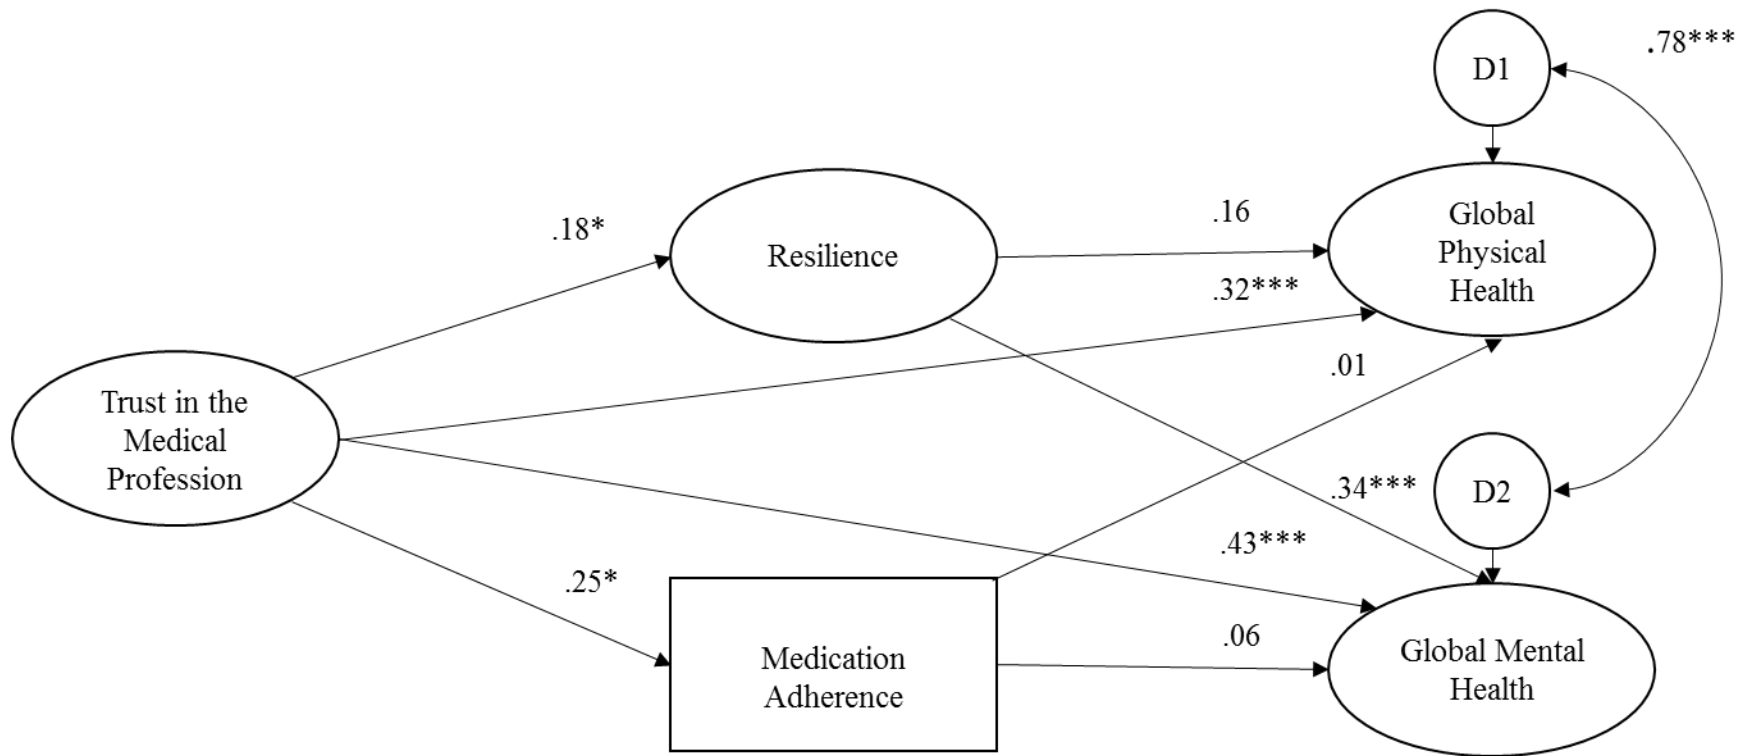 D1
.78***
Global
Physical
Health
.16
.18*
Resilience
.32***
.01
Trust in the
Medical
Profession
.34***
D2
.43***
.25*
.06
Medication
Adherence
Global Mental
Health